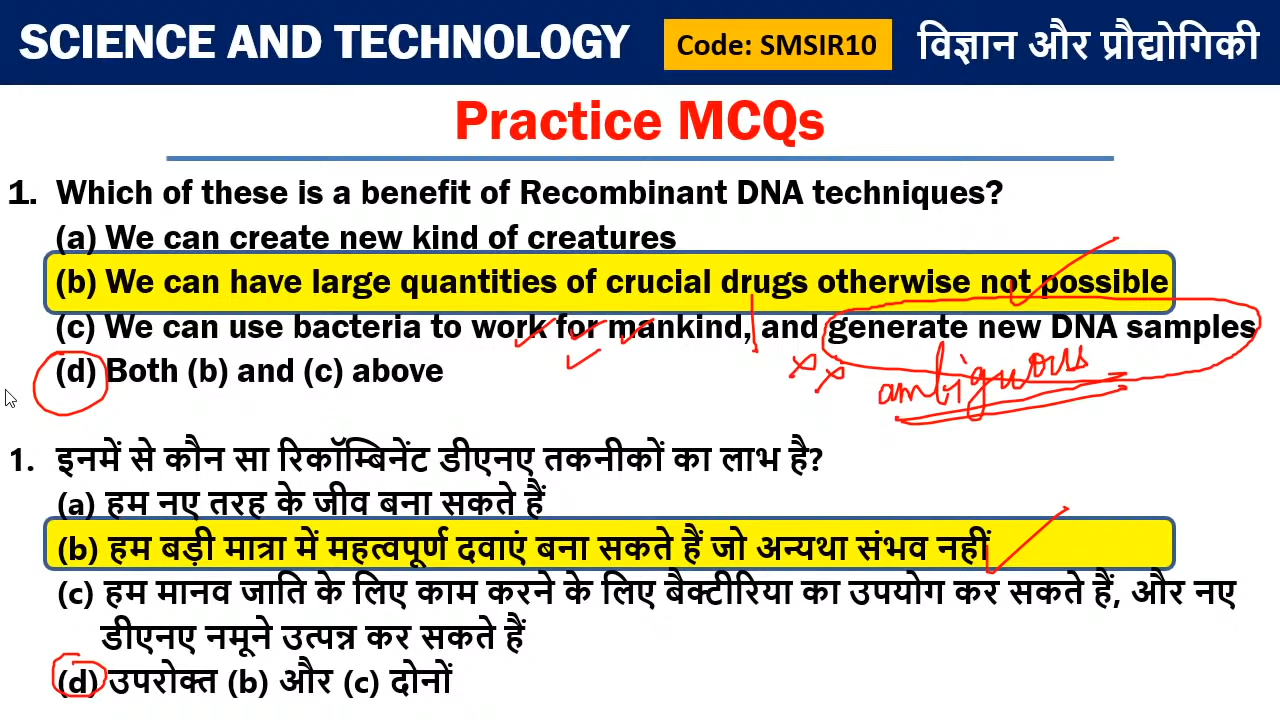 SCIENCE AND TECHNOLOGY Code: SMSIR10 विज्ञान और प्रौद्योगिकी
Practice MCQs
1. Which of these is a benefit of Recombinant DNA techniques?
(a) We can create new kind of creatures
(b) We can have large quantities of crucial drugs otherwise not possible
(c) We can use bacteria to work for mankind, and generate new DNA samples
(d) Both (b) and (c) above
ambiguous
1. इनमें से कौन सा रिकॉम्बिनेंट डीएनए तकनीकों का लाभ है?
(a) हम नए तरह के जीव बना सकते हैं
(b) हम बड़ी मात्रा में महत्वपूर्ण दवाएं बना सकते हैं जो अन्यथा संभव नहीं
(c) हम मानव जाति के लिए काम करने के लिए बैक्टीरिया का उपयोग कर सकते हैं, और नए
डीएनए नमूने उत्पन्न कर सकते हैं
(d) उपरोक्त (b) और (c) दोनों